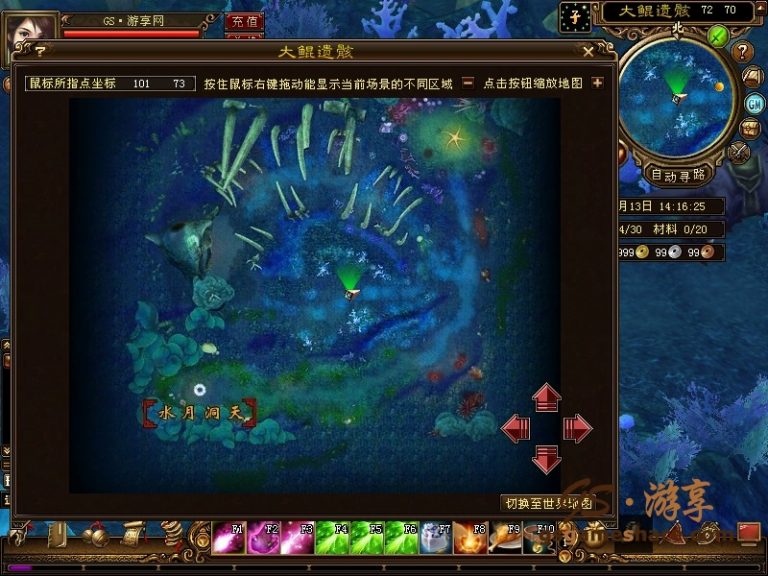 GS·游享网
充值
大鲲遗骸 72 70
北
大鲲遗骸
?
?
鼠标所指点坐标 101 73 按住鼠标右键拖动能显示当前场景的不同区域 点击按钮缩放地图
GM
自动寻路
月13日 14:16:25
4/30 材料 0/20
999 99 99
水月洞天
切换至世界地图
GS·游享
F1 F2 F3 F4 F5 F6 F7 F8 F9 F10